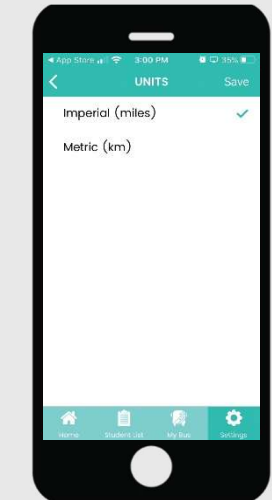 App Store 3:00 PM 35%
UNITS Save
Imperial (miles)
Metric (km)
Home Student List My Bus Settings